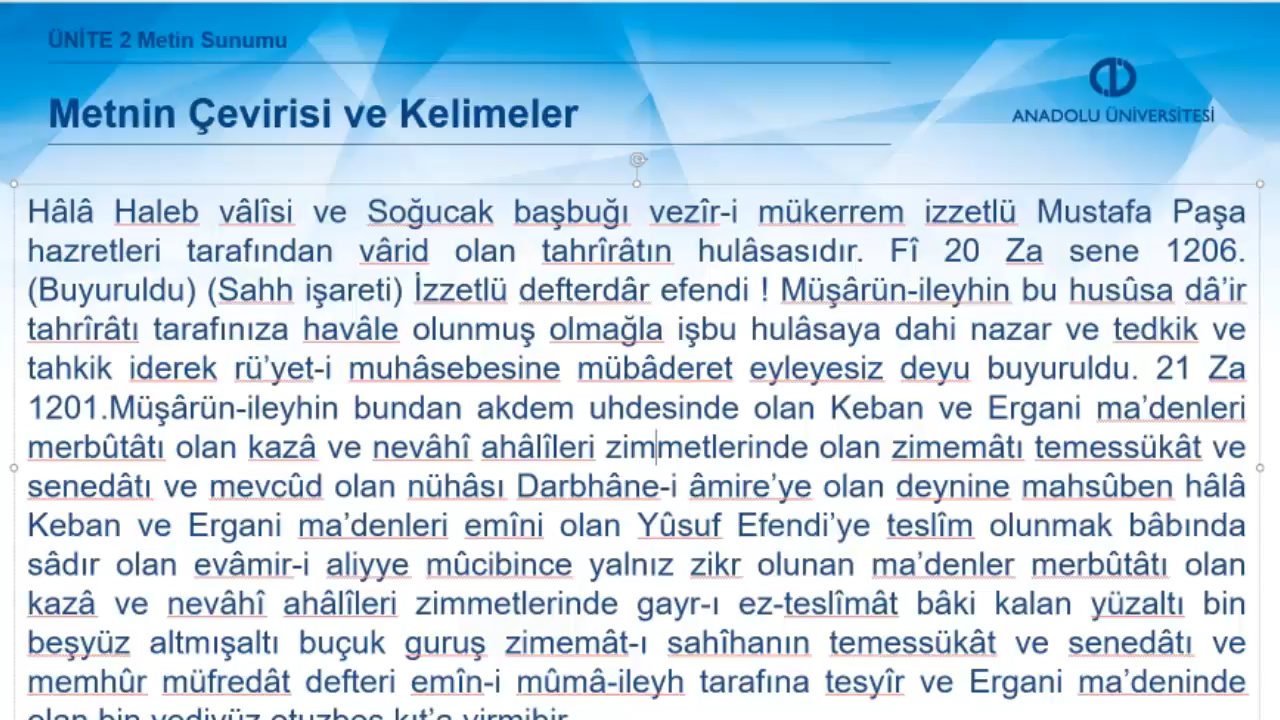 ÜNİTE 2 Metin Sunumu
Metnin Çevirisi ve Kelimeler
ANADOLU ÜNİVERSİTESİ
Hâlâ Haleb vâlîsi ve Soğucak başbuğı vezîr-i mükerrem izzetlü Mustafa Paşa
hazretleri tarafından vârid olan tahrîrâtın hulâsasıdır. Fî 20 Za sene 1206.
(Buyuruldu) (Sahh işareti) İzzetlü defterdâr efendi ! Müşârün-ileyhin bu husûsa dâ’ir
tahrîrâtı tarafınıza havâle olunmuş olmağla işbu hulâsaya dahi nazar ve tedkik ve
tahkik iderek rü’yet-i muhâsebesine mübâderet eyleyesiz deyu buyuruldu. 21 Za
1201.Müşârün-ileyhin bundan akdem uhdesinde olan Keban ve Ergani ma’denleri
merbûtâtı olan kazâ ve nevâhî ahâlîleri zimmetlerinde olan zimemâtı temessükât ve
senedâtı ve mevcûd olan nühâsı Darbhâne-i âmire’ye olan deynine mahsûben hâlâ
Keban ve Ergani ma’denleri emîni olan Yûsuf Efendi’ye teslîm olunmak bâbında
sâdır olan evâmir-i aliyye mûcibince yalnız zikr olunan ma’denler merbûtâtı olan
kazâ ve nevâhî ahâlîleri zimmetlerinde gayr-ı ez-teslîmât bâki kalan yüzaltı bin
beşyüz altmışaltı buçuk guruş zimemât-ı sahîhanın temessükât ve senedâtı ve
memhûr müfredât defteri emîn-i mûmâ-ileyh tarafına tesyîr ve Ergani ma’deninde
olan bin yediyüz otuzbeş kıt’a yirmibir